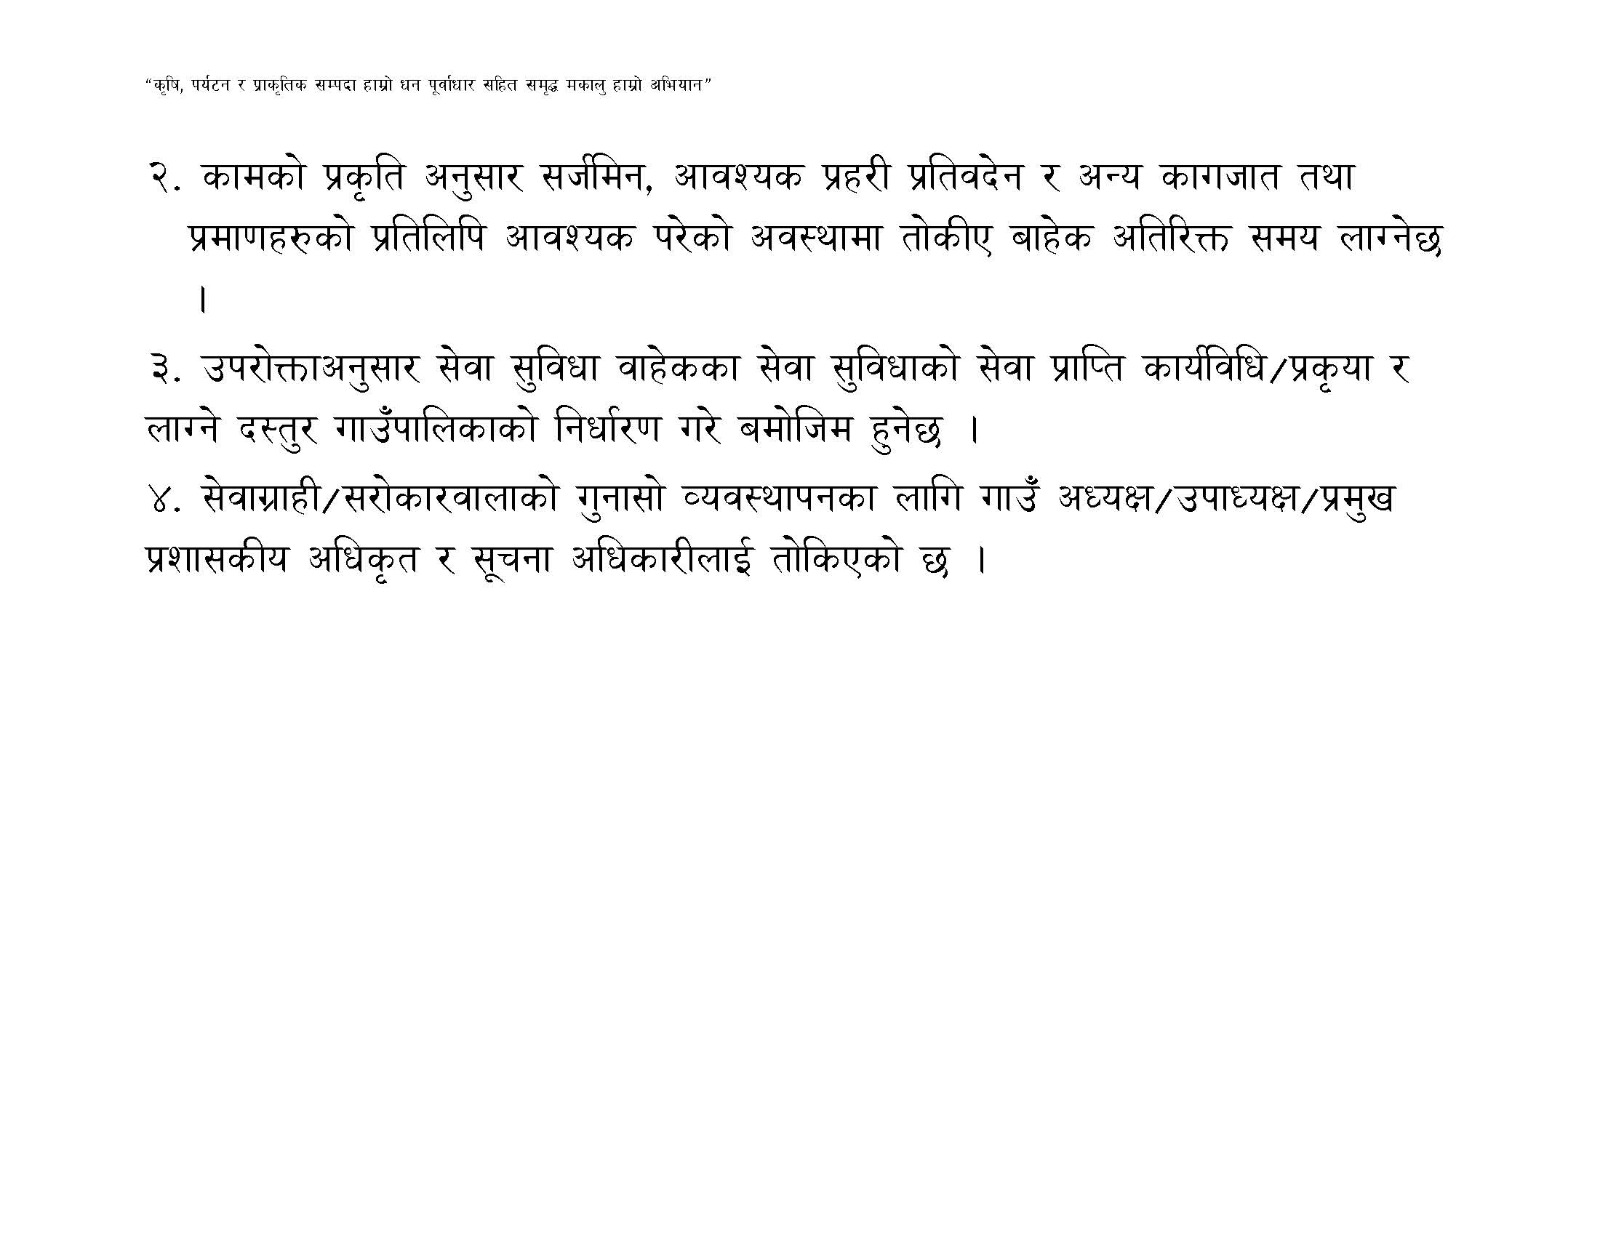 “कृषि, पर्यटन र प्राकृतिक सम्पदा हाम्रो धन पूर्वाधार सहित समृद्ध मकालु हाम्रो अभियान”
२. कामको प्रकृति अनुसार सर्जमिन, आवश्यक प्रहरी प्रतिवदेन र अन्य कागजात तथा
प्रमाणहरुको प्रतिलिपि आवश्यक परेको अवस्थामा तोकीए बाहेक अतिरिक्त समय लाग्नेछ
।
३. उपरोक्ताअनुसार सेवा सुविधा वाहेकका सेवा सुविधाको सेवा प्राप्ति कार्यविधि/प्रकृया र
लाग्ने दस्तुर गाउँपालिकाको निर्धारण गरे बमोजिम हुनेछ ।
४. सेवाग्राही/सरोकारवालाको गुनासो व्यवस्थापनका लागि गाउँ अध्यक्ष/उपाध्यक्ष/प्रमुख
प्रशासकीय अधिकृत र सूचना अधिकारीलाई तोकिएको छ ।